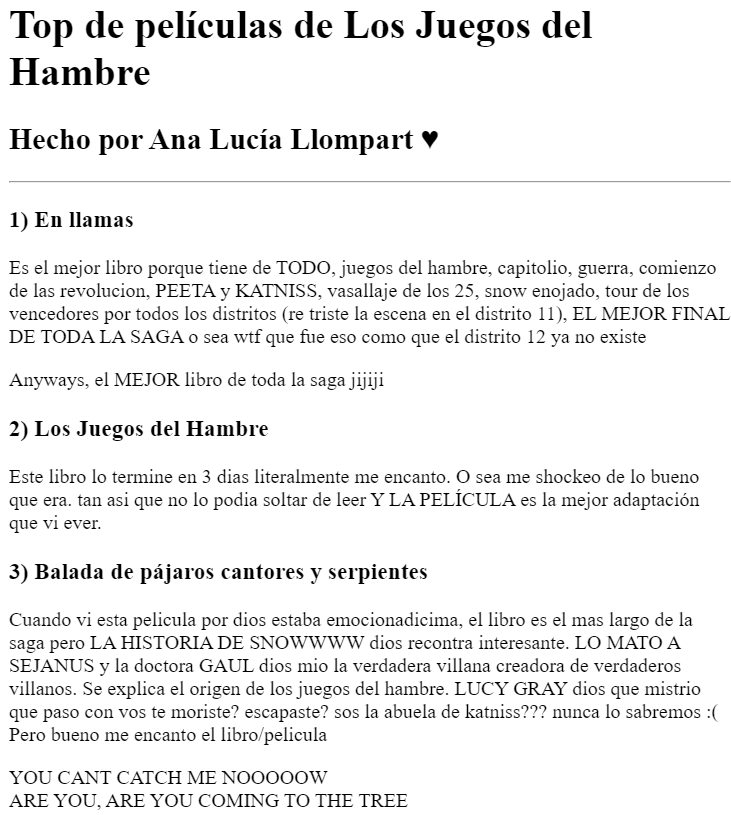 Top de películas de Los Juegos del
Hambre
Hecho por Ana Lucía Llompart ♥
1) En llamas
Es el mejor libro porque tiene de TODO, juegos del hambre, capitolio, guerra, comienzo
de las revolucion, PEETA y KATNISS, vasallaje de los 25, snow enojado, tour de los
vencedores por todos los distritos (re triste la escena en el distrito 11), EL MEJOR FINAL
DE TODA LA SAGA o sea wtf que fue eso como que el distrito 12 ya no existe
Anyways, el MEJOR libro de toda la saga jijiji
2) Los Juegos del Hambre
Este libro lo termine en 3 dias literalmente me encanto. O sea me shockeo de lo bueno
que era. tan asi que no lo podia soltar de leer Y LA PELÍCULA es la mejor adaptación
que vi ever.
3) Balada de pájaros cantores y serpientes
Cuando vi esta pelicula por dios estaba emocionadicima, el libro es el mas largo de la
saga pero LA HISTORIA DE SNOWWWW dios recontra interesante. LO MATO A
SEJANUS y la doctora GAUL dios mio la verdadera villana creadora de verdaderos
villanos. Se explica el origen de los juegos del hambre. LUCY GRAY dios que mistrio
que paso con vos te moriste? escapaste? sos la abuela de katniss??? nunca lo sabremos :(
Pero bueno me encanto el libro/pelicula
YOU CANT CATCH ME NOOOOOW
ARE YOU, ARE YOU COMING TO THE TREE